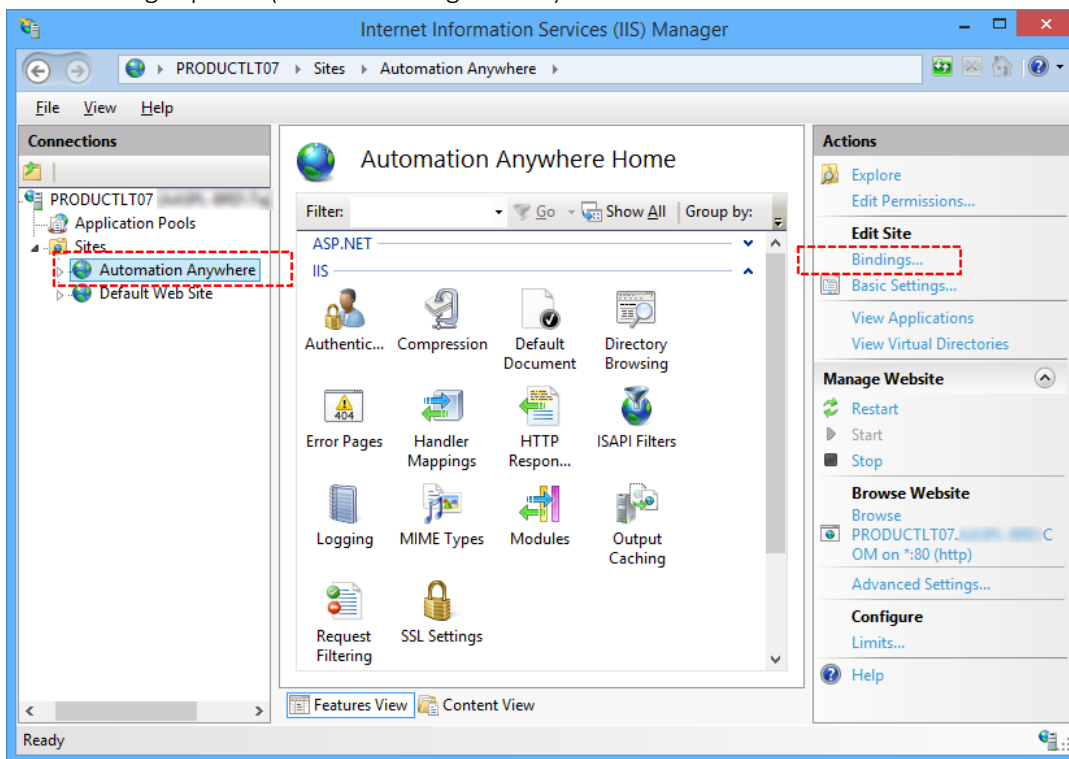 Internet Information Services (IIS) Manager
PRODUCTLT07 Sites Automation Anywhere
File View Help
Connections
PRODUCTLT07
Application Pools
Sites
Automation Anywhere
Default Web Site
Automation Anywhere Home
Filter: Go Show All Group by:
ASP.NET
IIS
Authentic... Compression Default Document Directory Browsing
404
Error Pages Handler Mappings HTTP Respon... ISAPI Filters
Logging MIME Types Modules Output Caching
Request Filtering SSL Settings
Features View Content View
Actions
Explore
Edit Permissions...
Edit Site
Bindings...
Basic Settings...
View Applications
View Virtual Directories
Manage Website
Restart
Start
Stop
Browse Website
Browse
PRODUCTLT07. C
OM on *:80 (http)
Advanced Settings...
Configure
Limits...
Help
Ready